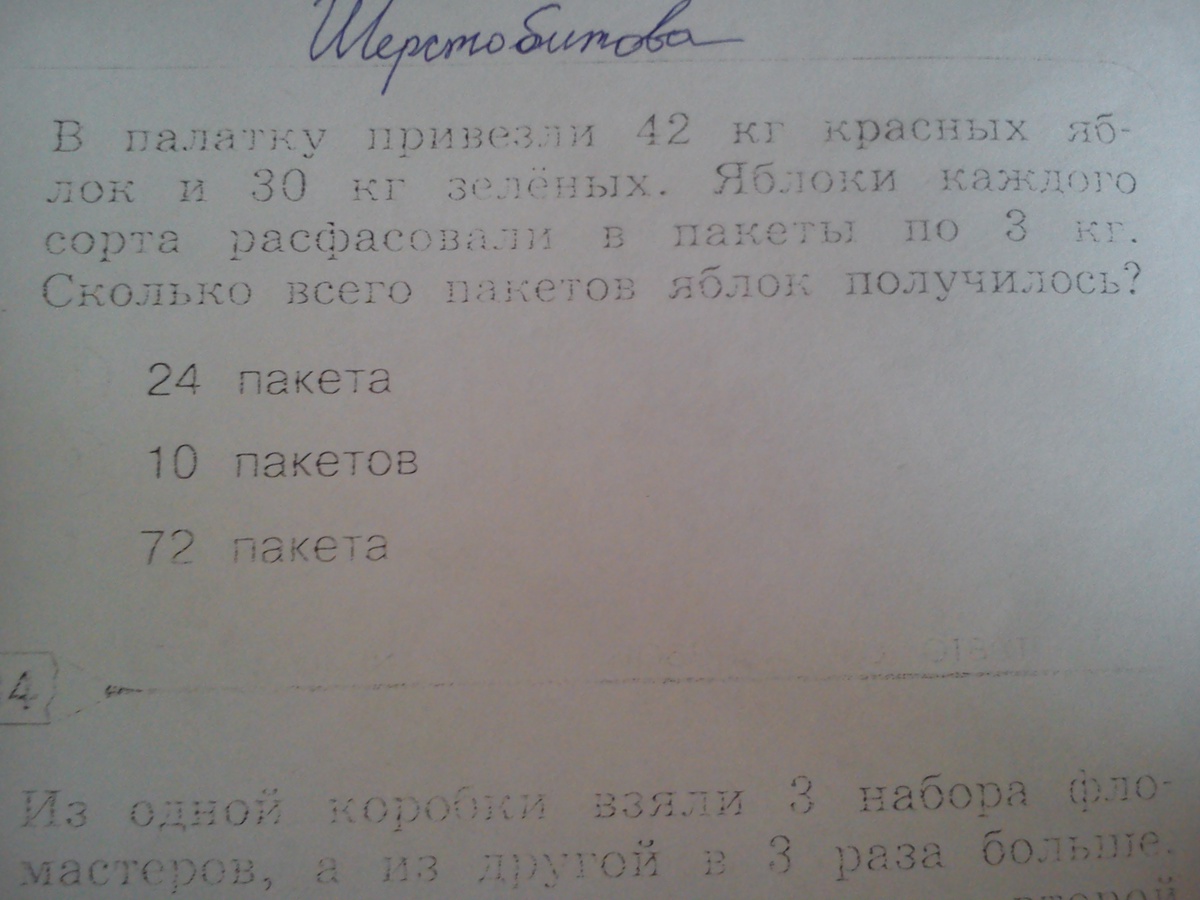 Шерстобитова
В палатку привезли 42 кг красных яб-
лок и 30 кг зелёных. Яблоки каждого
сорта расфасовали в пакеты по 3 кг.
Сколько всего пакетов яблок получилось?
24 пакета
10 пакетов
72 пакета
4
Из одной коробки взяли 3 набора фло-
мастеров, а из другой в 3 раза больше.
второй